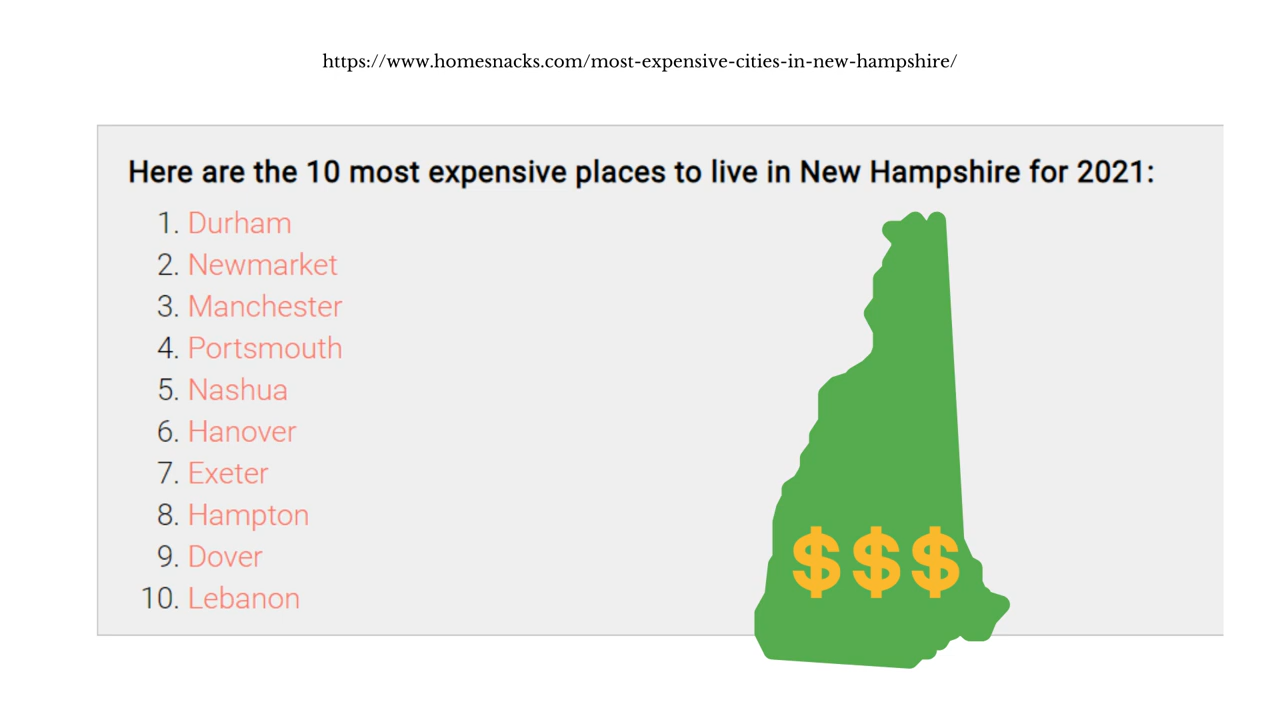 https://www.homesnacks.com/most-expensive-cities-in-new-hampshire/
Here are the 10 most expensive places to live in New Hampshire for 2021:
1. Durham
2. Newmarket
3. Manchester
4. Portsmouth
5. Nashua
6. Hanover
7. Exeter
8. Hampton
9. Dover
10. Lebanon
$$$